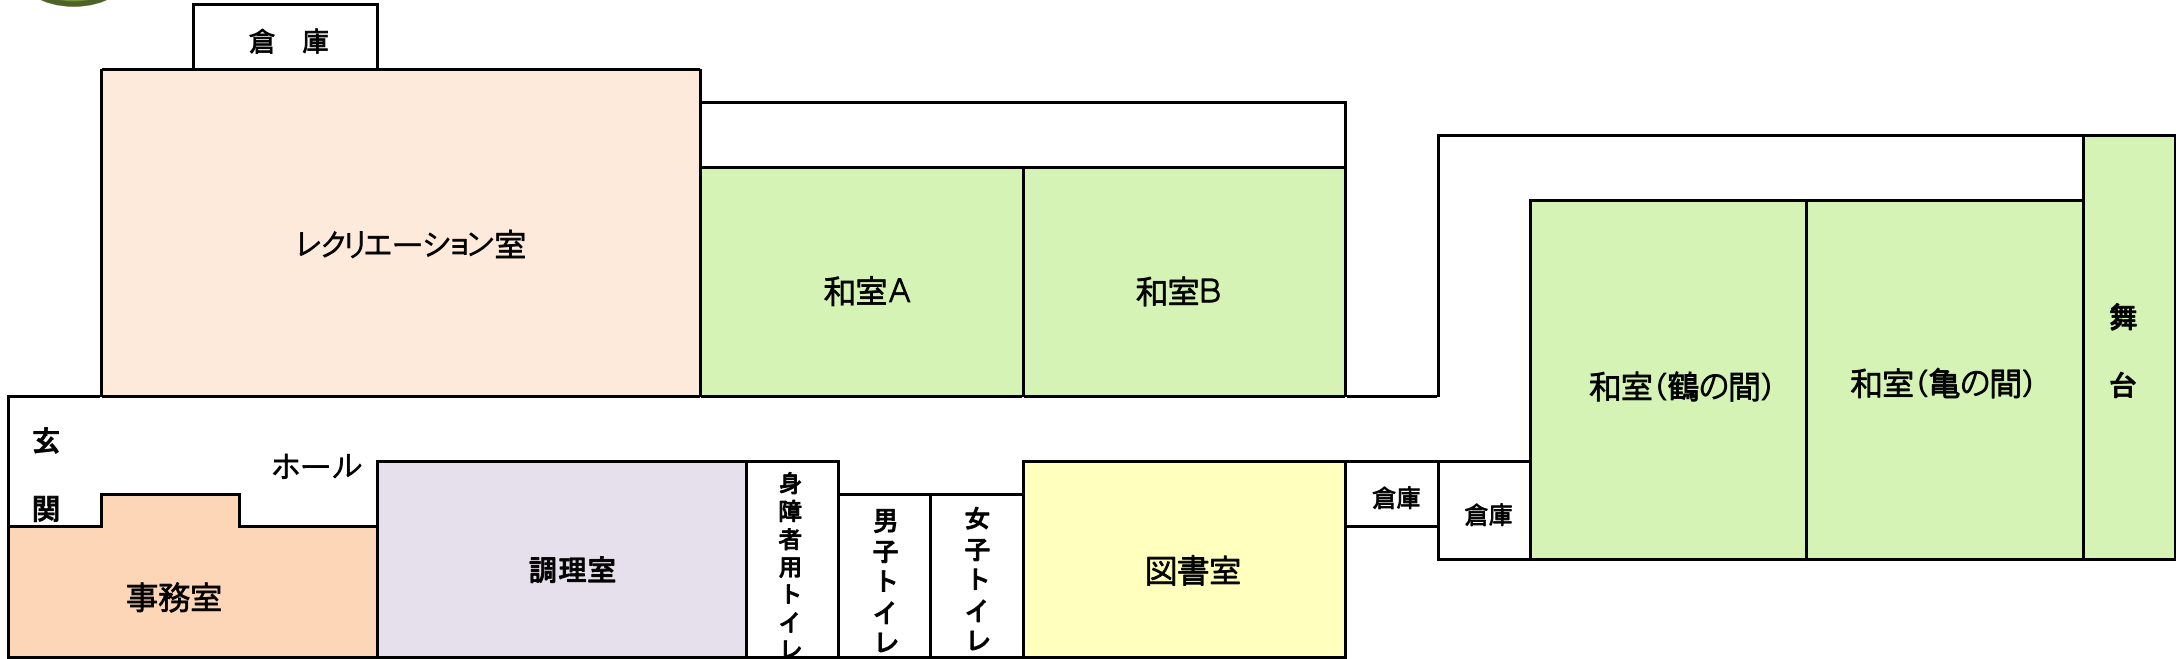 倉　庫
レクリエーション室
和室A
和室B
和室（鶴の間）
和室（亀の間）
舞台
玄関
ホール
事務室
調理室
身障者用トイレ
男子トイレ
女子トイレ
図書室
倉庫
倉庫